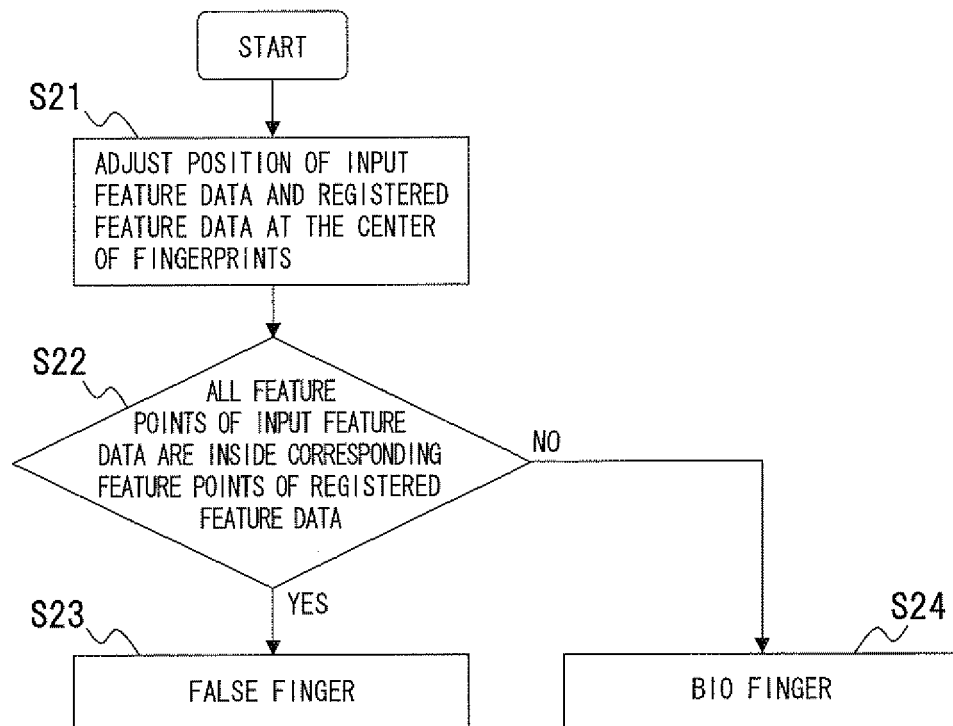 START
S21
ADJUST POSITION OF INPUT
FEATURE DATA AND REGISTERED
FEATURE DATA AT THE CENTER
OF FINGERPRINTS
S22
ALL FEATURE
POINTS OF INPUT FEATURE
DATA ARE INSIDE CORRESPONDING
FEATURE POINTS OF REGISTERED
FEATURE DATA
NO
YES
S23
FALSE FINGER
S24
BIO FINGER